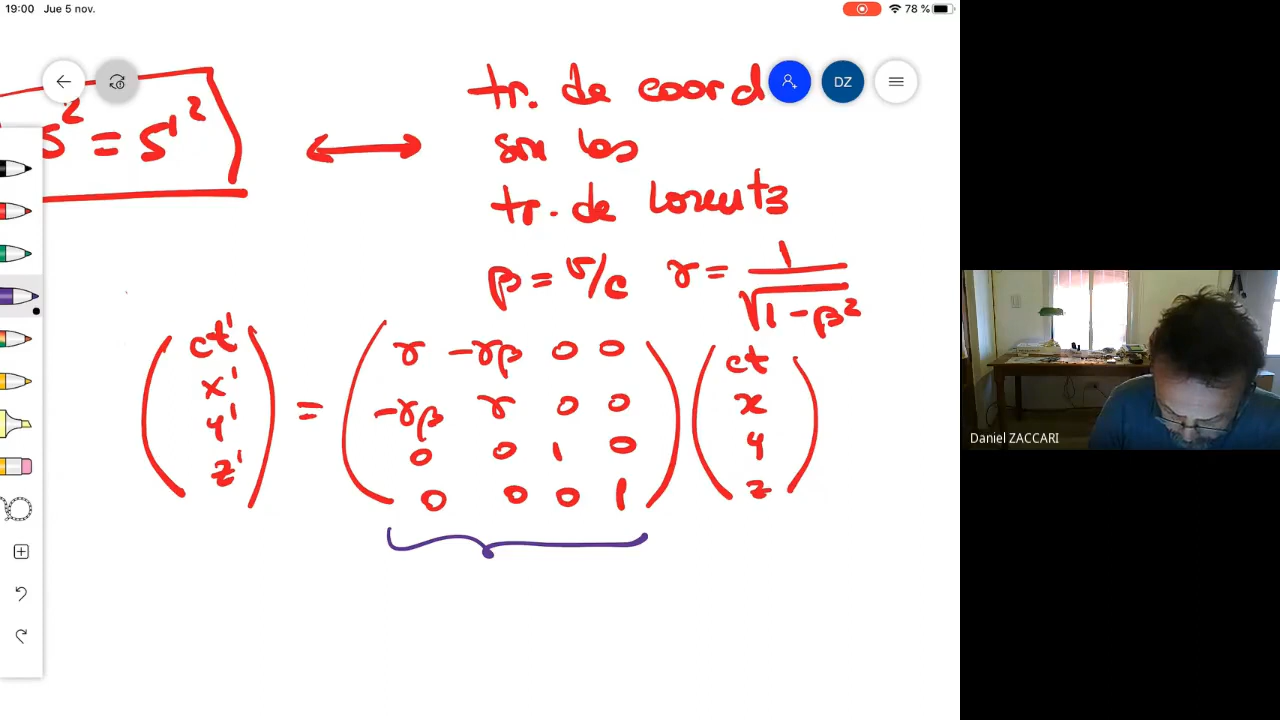 19:00 Jue 5 nov.
78 %
DZ
s² = s'² ⟷ tr. de coord
son las
tr. de Lorentz
β = v/c γ = 1/√(1-β²)
(ct' x' y' z') = (γ -γβ 0 0 (ct
-γβ γ 0 0 x
0 0 1 0 y
0 0 0 1) z)
Daniel ZACCARI